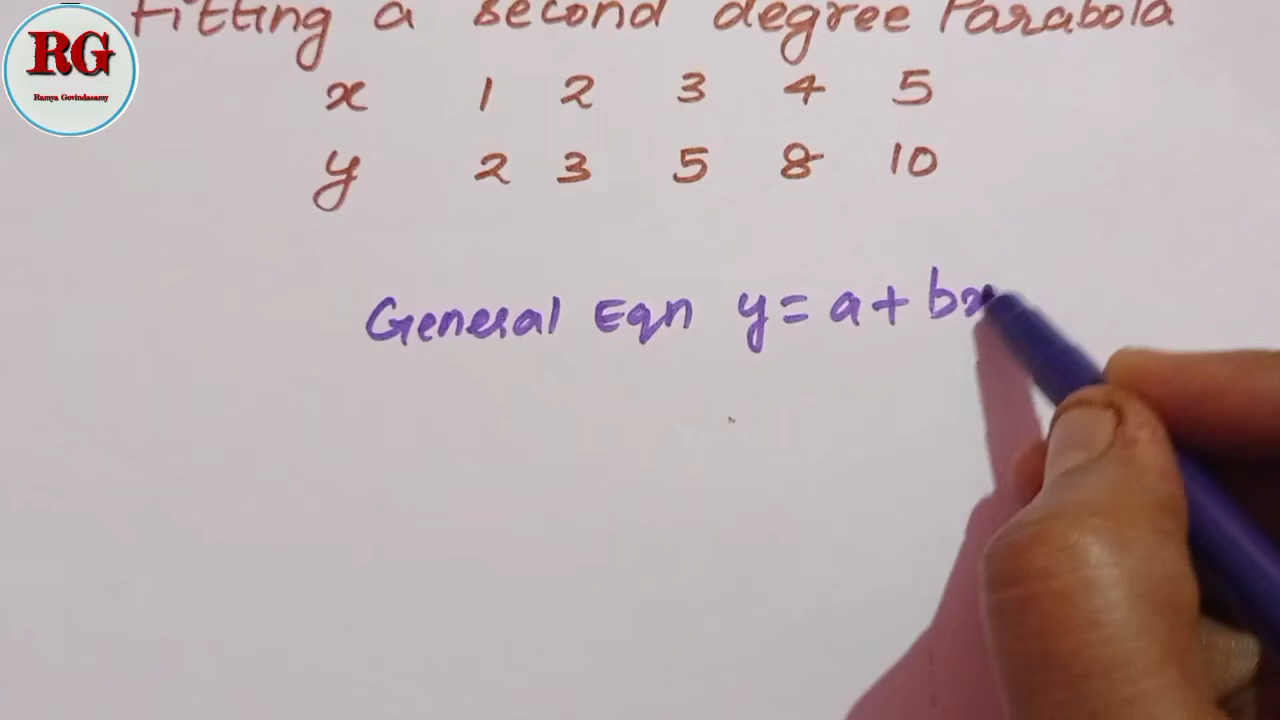 Fitting a second degree Parabola
RG
Ramya Govindasamy
x 1 2 3 4 5
y 2 3 5 8 10
General Eqn y = a + bx